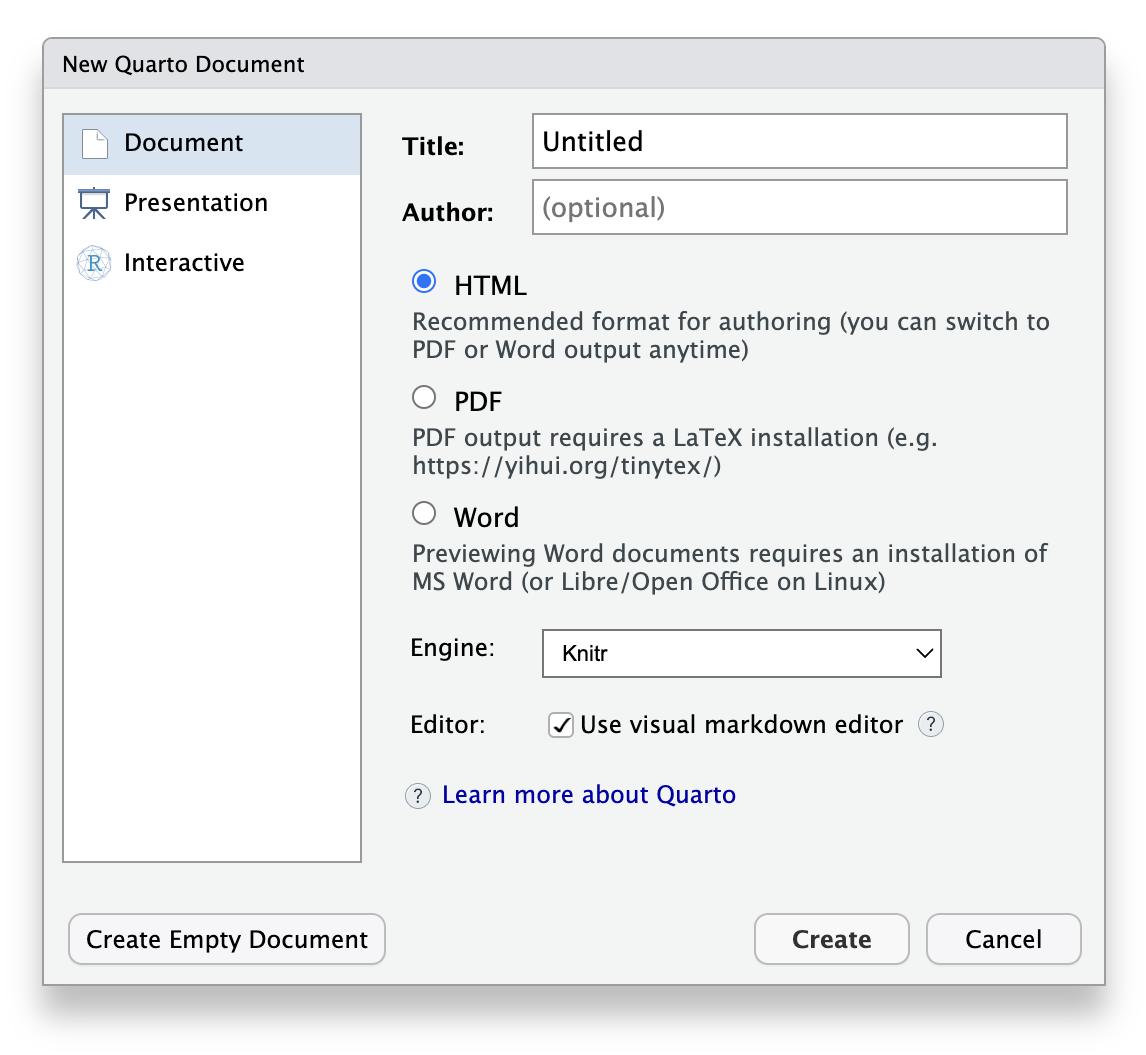 New Quarto Document
Document
Presentation
R Interactive
Title: Untitled
Author: (optional)
HTML
Recommended format for authoring (you can switch to
PDF or Word output anytime)
PDF
PDF output requires a LaTeX installation (e.g.
https://yihui.org/tinytex/)
Word
Previewing Word documents requires an installation of
MS Word (or Libre/Open Office on Linux)
Engine: Knitr
Editor: Use visual markdown editor ?
? Learn more about Quarto
Create Empty Document Create Cancel